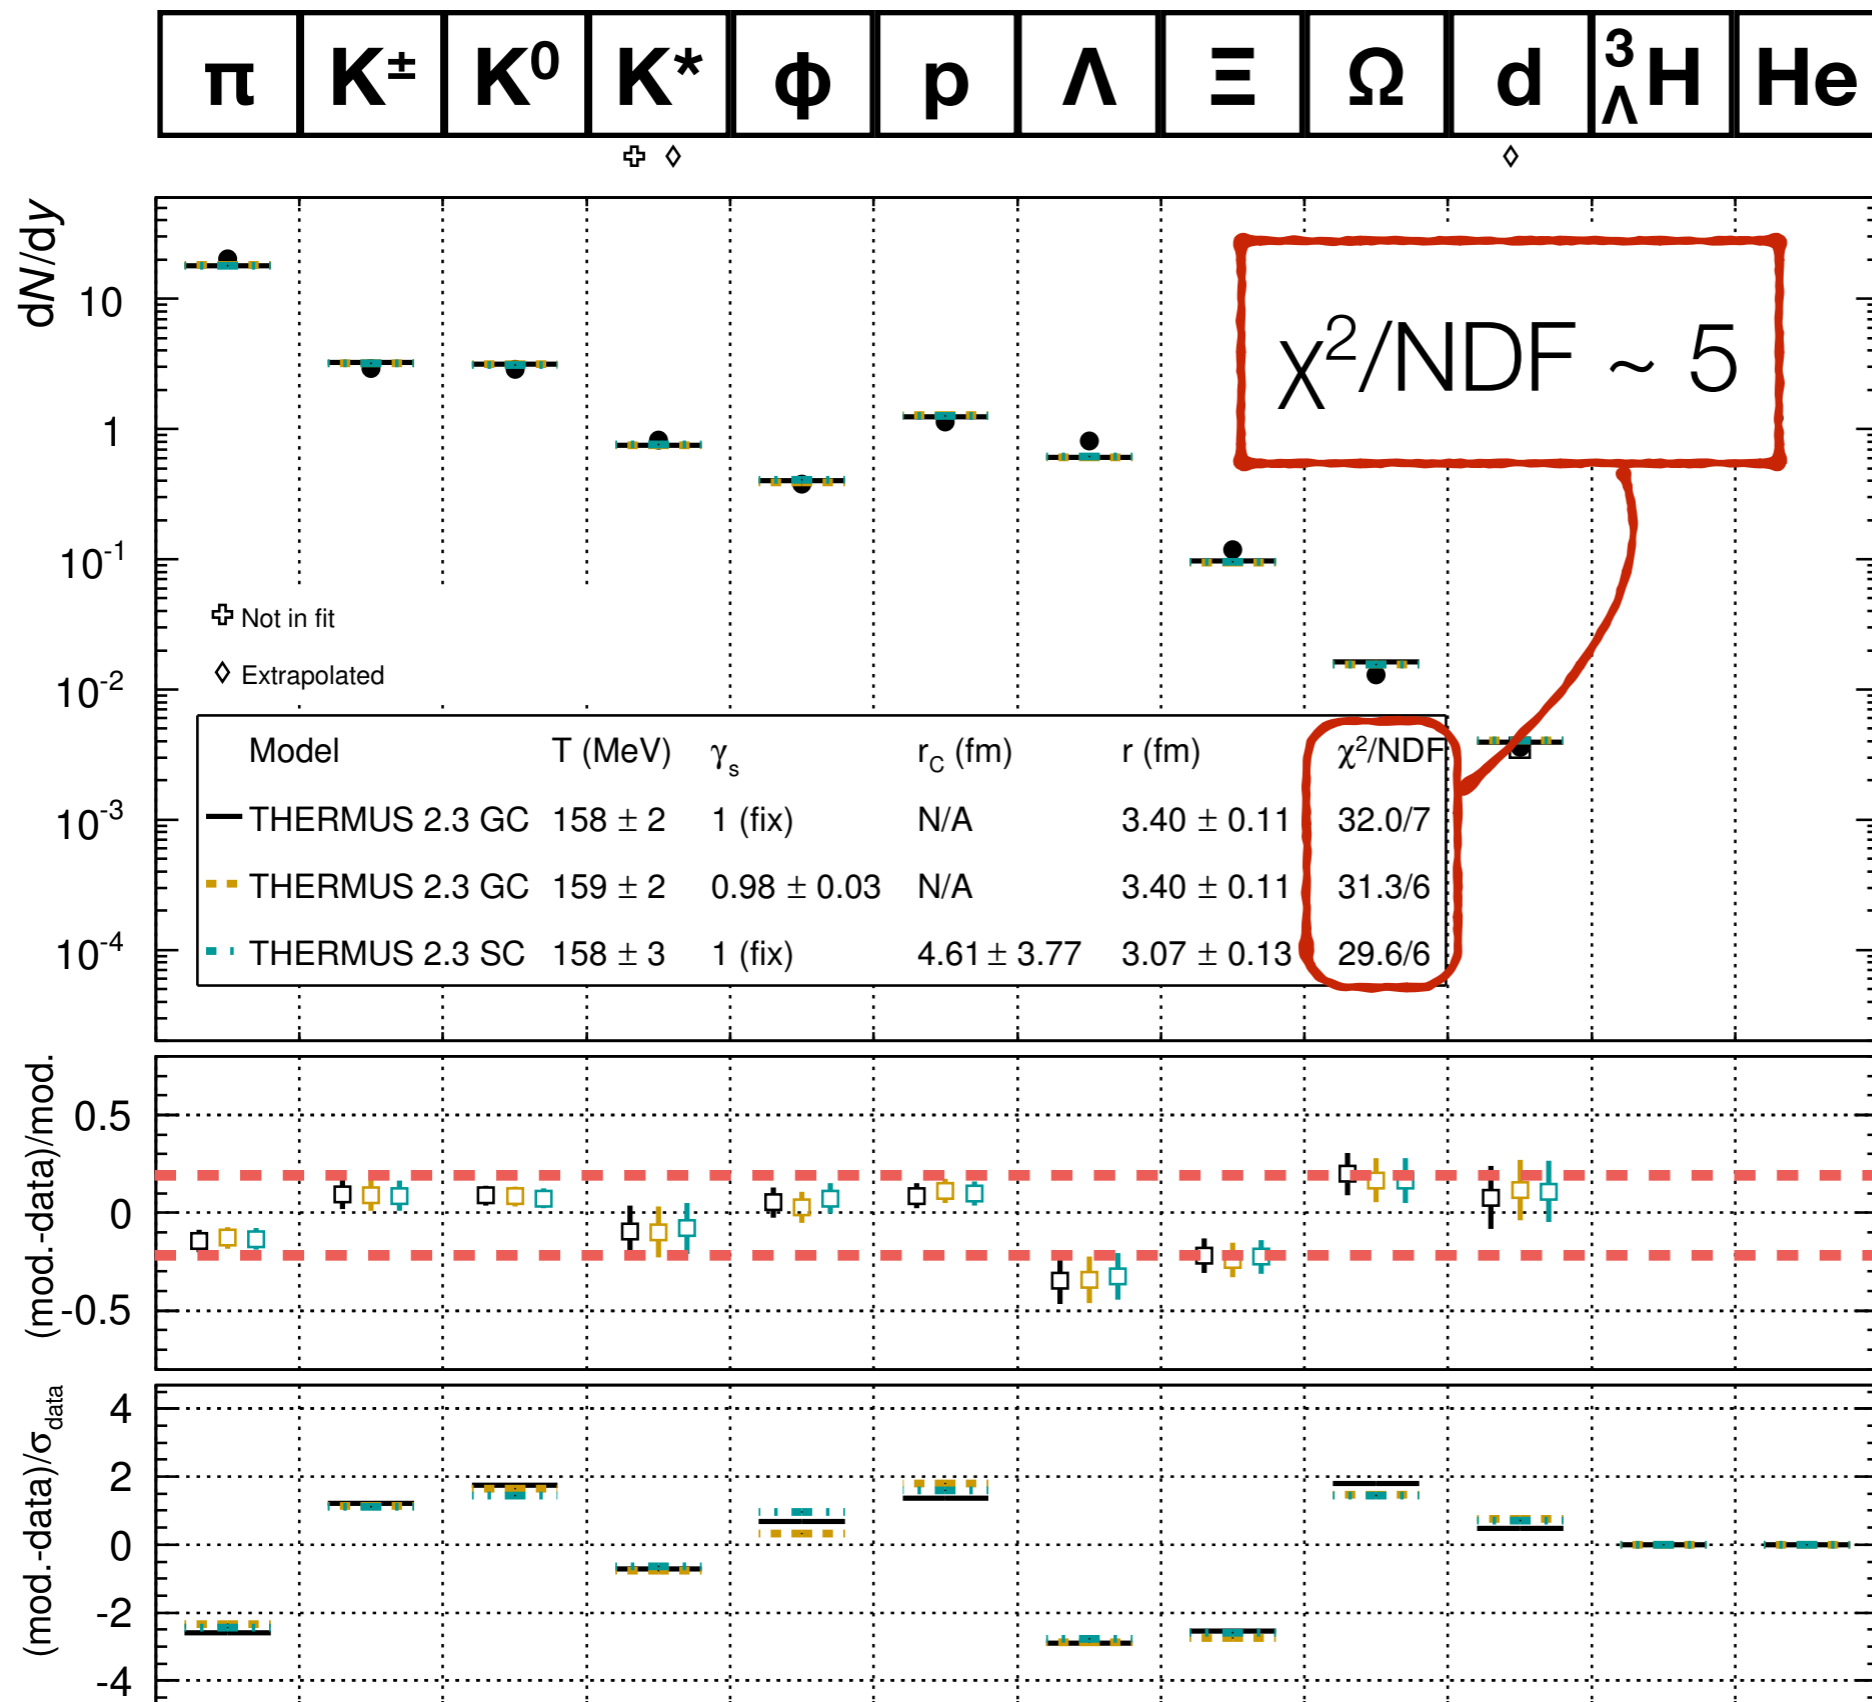 π K± K⁰ K* ϕ p Λ Ξ Ω d ³ΛH He
dN/dy
10
1
10⁻¹
10⁻²
10⁻³
10⁻⁴
χ²/NDF ~ 5
Not in fit
Extrapolated
Model T (MeV) γs rC (fm) r (fm) χ²/NDF
THERMUS 2.3 GC 158 ± 2 1 (fix) N/A 3.40 ± 0.11 32.0/7
THERMUS 2.3 GC 159 ± 2 0.98 ± 0.03 N/A 3.40 ± 0.11 31.3/6
THERMUS 2.3 SC 158 ± 3 1 (fix) 4.61 ± 3.77 3.07 ± 0.13 29.6/6
(mod.-data)/mod.
0.5
0
-0.5
(mod.-data)/σdata
4
2
0
-2
-4